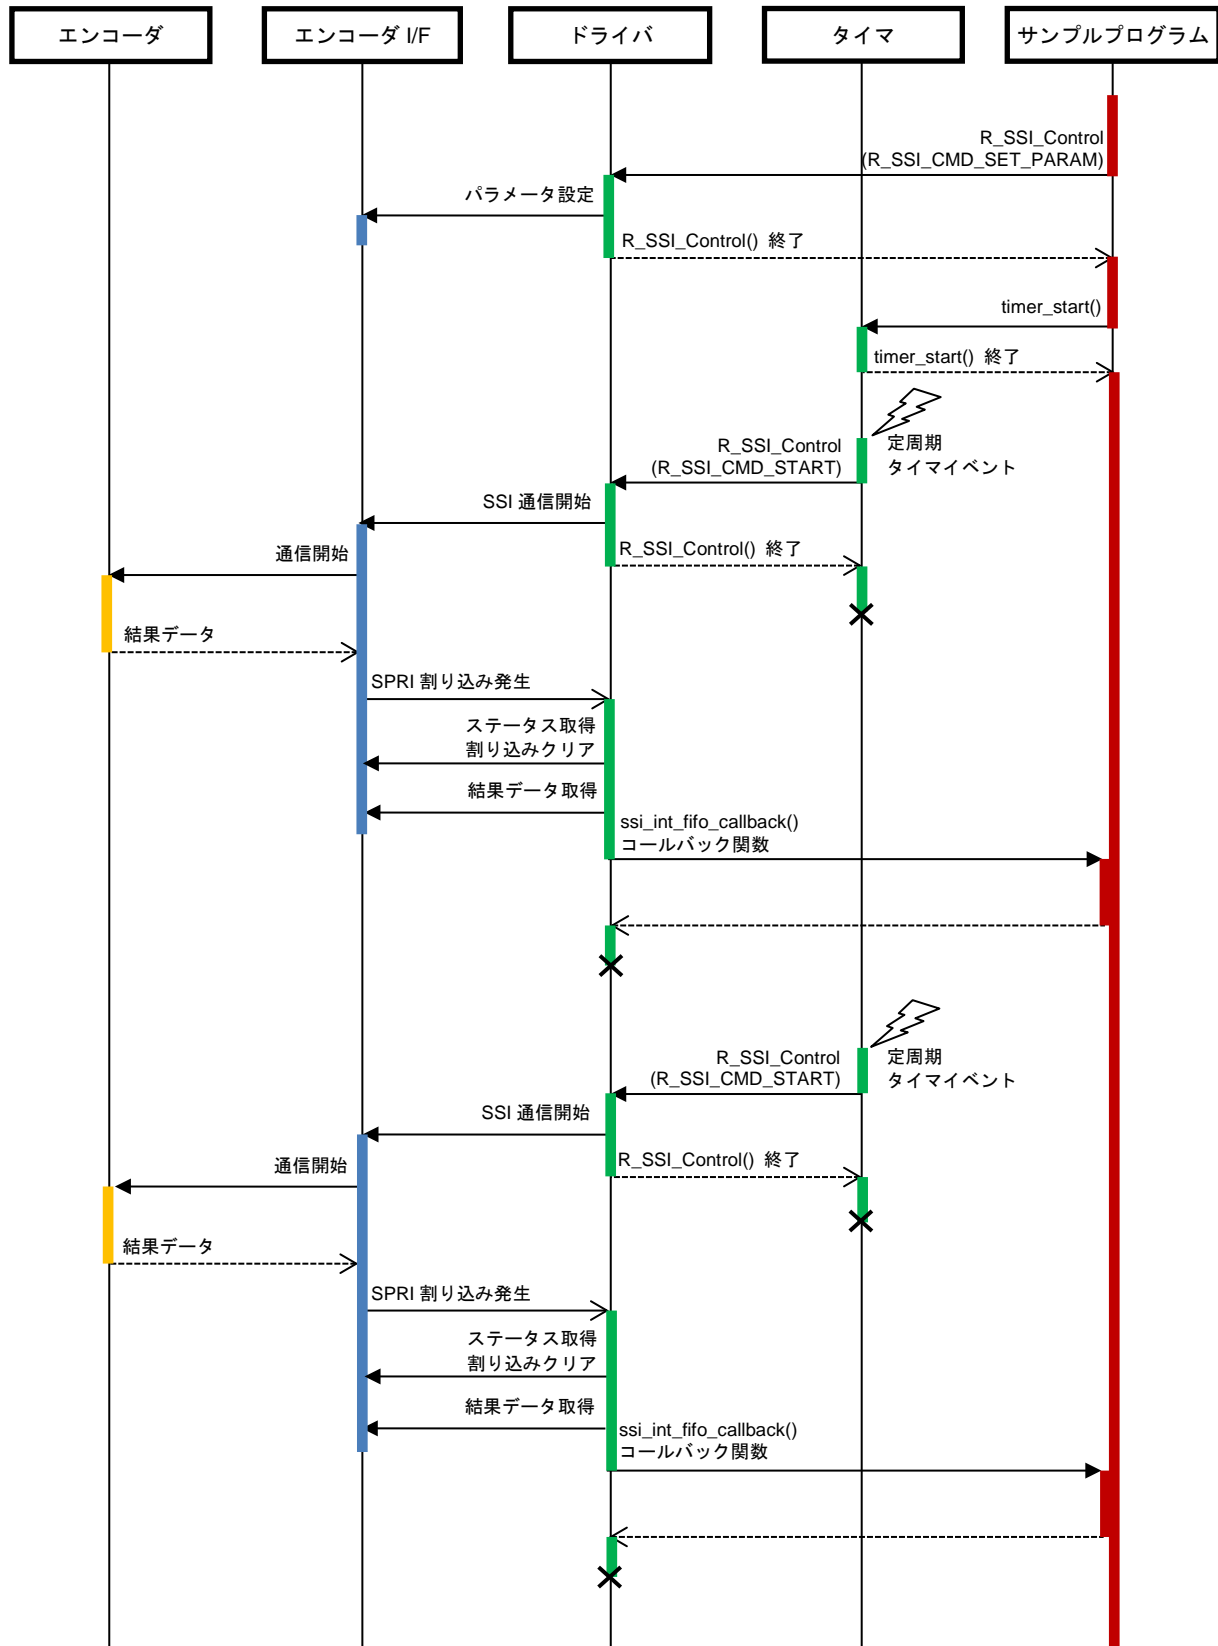 エンコーダ
エンコーダ I/F
ドライバ
タイマ
サンプルプログラム
R_SSI_Control
(R_SSI_CMD_SET_PARAM)
パラメータ設定
R_SSI_Control() 終了
timer_start()
timer_start() 終了
定周期
タイマイベント
R_SSI_Control
(R_SSI_CMD_START)
SSI 通信開始
R_SSI_Control() 終了
通信開始
結果データ
SPRI 割り込み発生
ステータス取得
割り込みクリア
結果データ取得
ssi_int_fifo_callback()
コールバック関数
定周期
タイマイベント
R_SSI_Control
(R_SSI_CMD_START)
SSI 通信開始
R_SSI_Control() 終了
通信開始
結果データ
SPRI 割り込み発生
ステータス取得
割り込みクリア
結果データ取得
ssi_int_fifo_callback()
コールバック関数